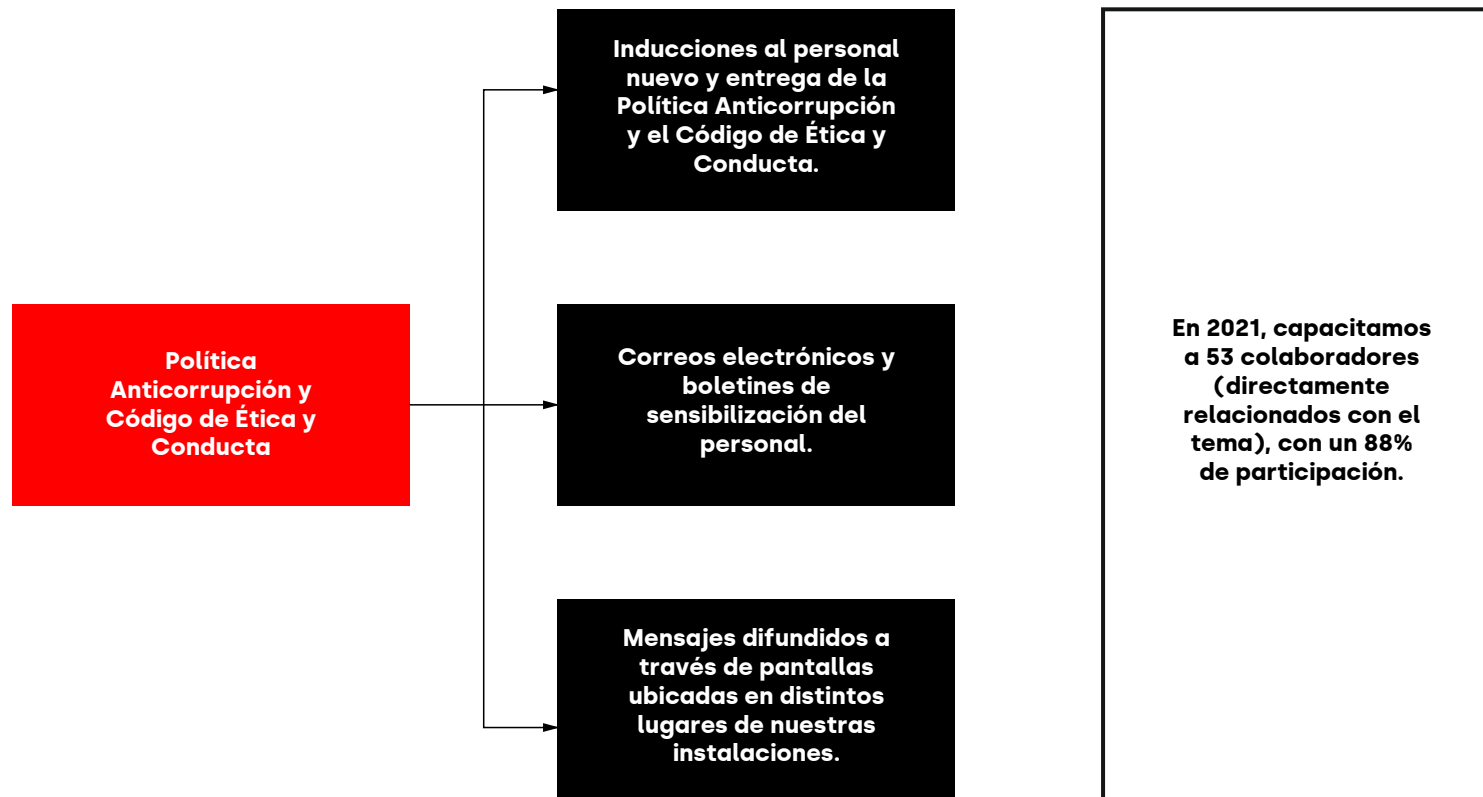 Política
Anticorrupción y
Código de Ética y
Conducta
Inducciones al personal
nuevo y entrega de la
Política Anticorrupción
y el Código de Ética y
Conducta.
Correos electrónicos y
boletines de
sensibilización del
personal.
Mensajes difundidos a
través de pantallas
ubicadas en distintos
lugares de nuestras
instalaciones.
En 2021, capacitamos
a 53 colaboradores
(directamente
relacionados con el
tema), con un 88%
de participación.